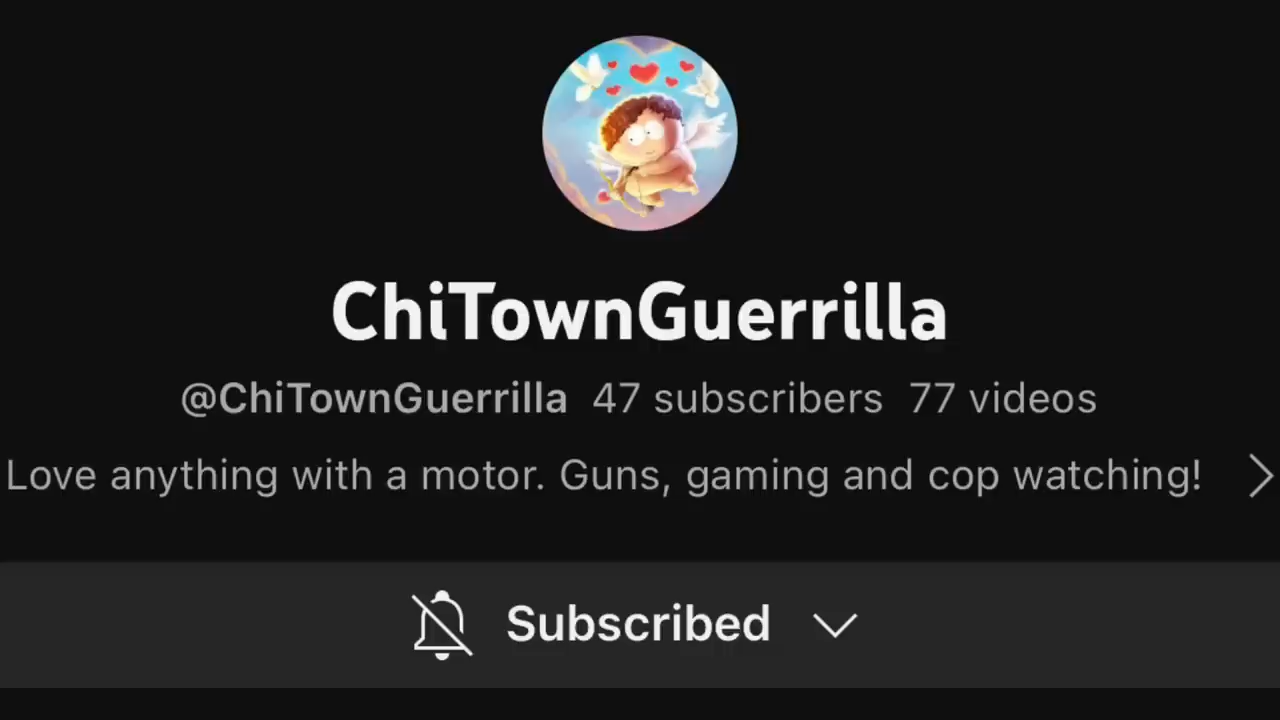 ChiTownGuerrilla
@ChiTownGuerrilla 47 subscribers 77 videos
Love anything with a motor. Guns, gaming and cop watching!
Subscribed